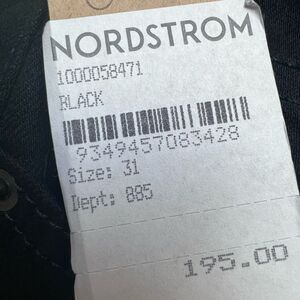 NORDSTROM
1000058471
BLACK
9349457083428
Size: 31
Dept: 885
195.00